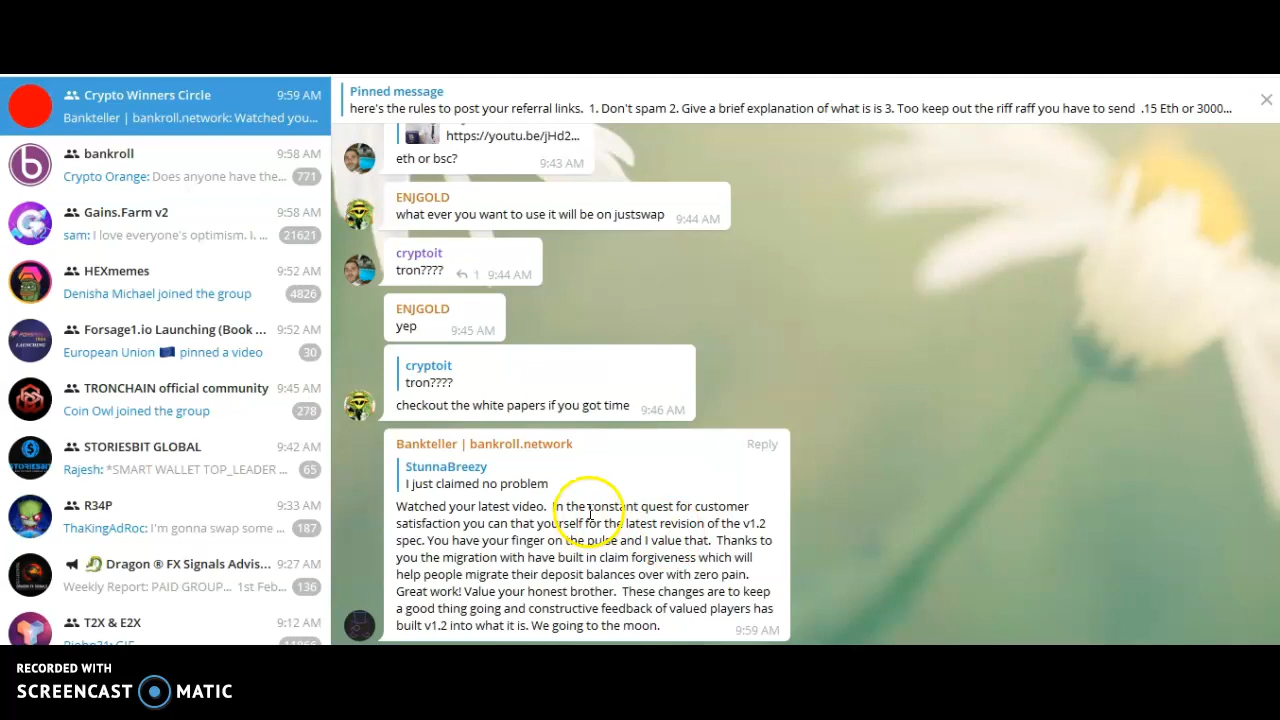 Crypto Winners Circle 9:59 AM
Bankteller | bankroll.network: Watched you...
bankroll 9:58 AM
Crypto Orange: Does anyone have the... 771
Gains.Farm v2 9:58 AM
sam: I love everyone's optimism. I. ... 21621
HEXmemes 9:52 AM
Denisha Michael joined the group 4826
Forsage1.io Launching (Book ... 9:52 AM
European Union 🇪🇺 pinned a video 30
TRONCHAIN official community 9:45 AM
Coin Owl joined the group 278
STORIESBIT GLOBAL 9:42 AM
Rajesh: *SMART WALLET TOP_LEADER ... 65
R34P 9:33 AM
ThaKingAdRoc: I'm gonna swap some ... 187
🐉 Dragon ® FX Signals Advis... 9:27 AM
Weekly Report: PAID GROUP... 1st Feb... 136
T2X & E2X 9:12 AM
Pinned message
here's the rules to post your referral links. 1. Don't spam 2. Give a brief explanation of what is is 3. Too keep out the riff raff you have to send .15 Eth or 3000...
https://youtu.be/jHd2...
eth or bsc? 9:43 AM
ENJGOLD
what ever you want to use it will be on justswap 9:44 AM
cryptoit
tron???? 1 9:44 AM
ENJGOLD
yep 9:45 AM
cryptoit
tron????
checkout the white papers if you got time 9:46 AM
Bankteller | bankroll.network Reply
StunnaBreezy
I just claimed no problem
Watched your latest video. In the constant quest for customer
satisfaction you can that yourself for the latest revision of the v1.2
spec. You have your finger on the pulse and I value that. Thanks to
you the migration with have built in claim forgiveness which will
help people migrate their deposit balances over with zero pain.
Great work! Value your honest brother. These changes are to keep
a good thing going and constructive feedback of valued players has
built v1.2 into what it is. We going to the moon. 9:59 AM
RECORDED WITH
SCREENCAST MATIC